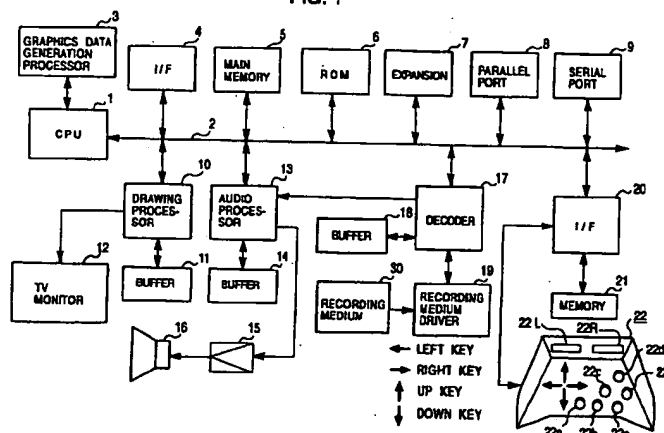 3
GRAPHICS DATA
GENERATION
PROCESSOR
4
I/F
5
MAIN
MEMORY
6
ROM
7
EXPANSION
8
PARALLEL
PORT
9
SERIAL
PORT
1
CPU
2
10
DRAWING
PROCES-
SOR
13
AUDIO
PROCES-
SOR
17
DECODER
20
I/F
12
TV
MONITOR
11
BUFFER
14
BUFFER
18
BUFFER
30
RECORDING
MEDIUM
19
RECORDING
MEDIUM
DRIVER
21
MEMORY
16
15
LEFT KEY
RIGHT KEY
UP KEY
DOWN KEY
22L
22R
22
22d
22c